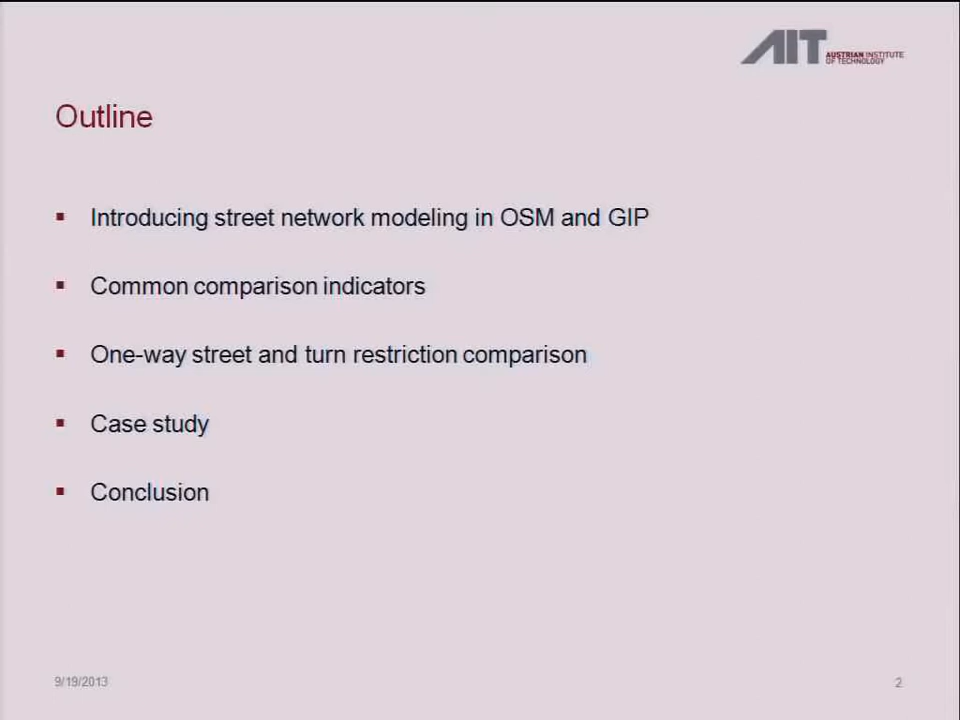 AIT
AUSTRIAN INSTITUTE
OF TECHNOLOGY
Outline
Introducing street network modeling in OSM and GIP
Common comparison indicators
One-way street and turn restriction comparison
Case study
Conclusion
9/19/2013
2